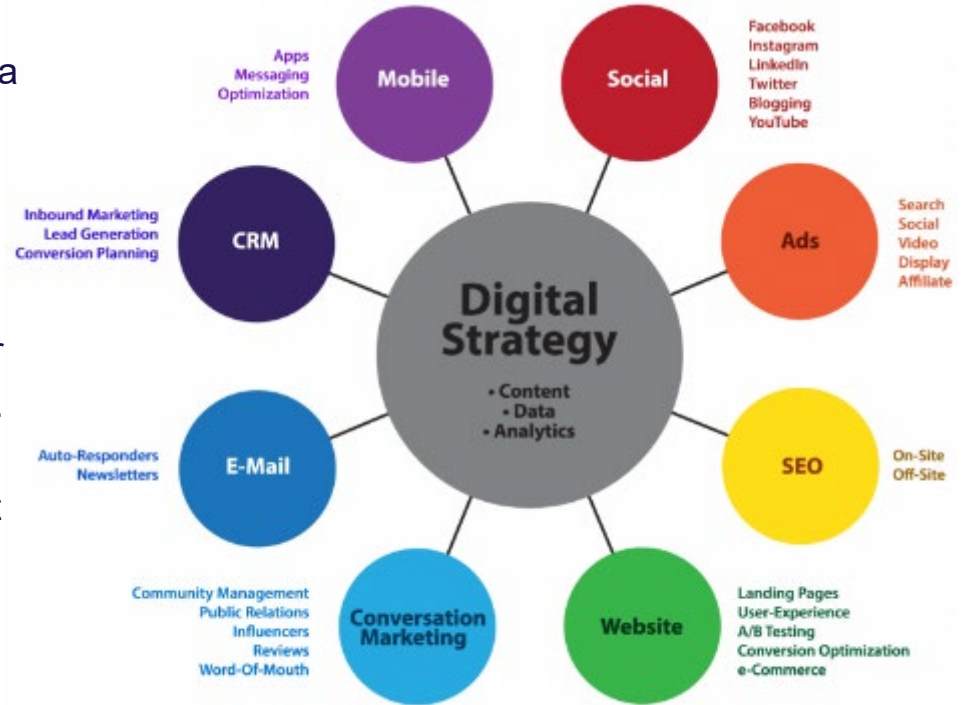 a
Digital
Strategy
• Content
• Data
• Analytics
Mobile
Apps
Messaging
Optimization
Social
Facebook
Instagram
LinkedIn
Twitter
Blogging
YouTube
Ads
Search
Social
Video
Display
Affiliate
SEO
On-Site
Off-Site
Website
Landing Pages
User-Experience
A/B Testing
Conversion Optimization
e-Commerce
Conversation
Marketing
Community Management
Public Relations
Influencers
Reviews
Word-Of-Mouth
E-Mail
Auto-Responders
Newsletters
CRM
Inbound Marketing
Lead Generation
Conversion Planning